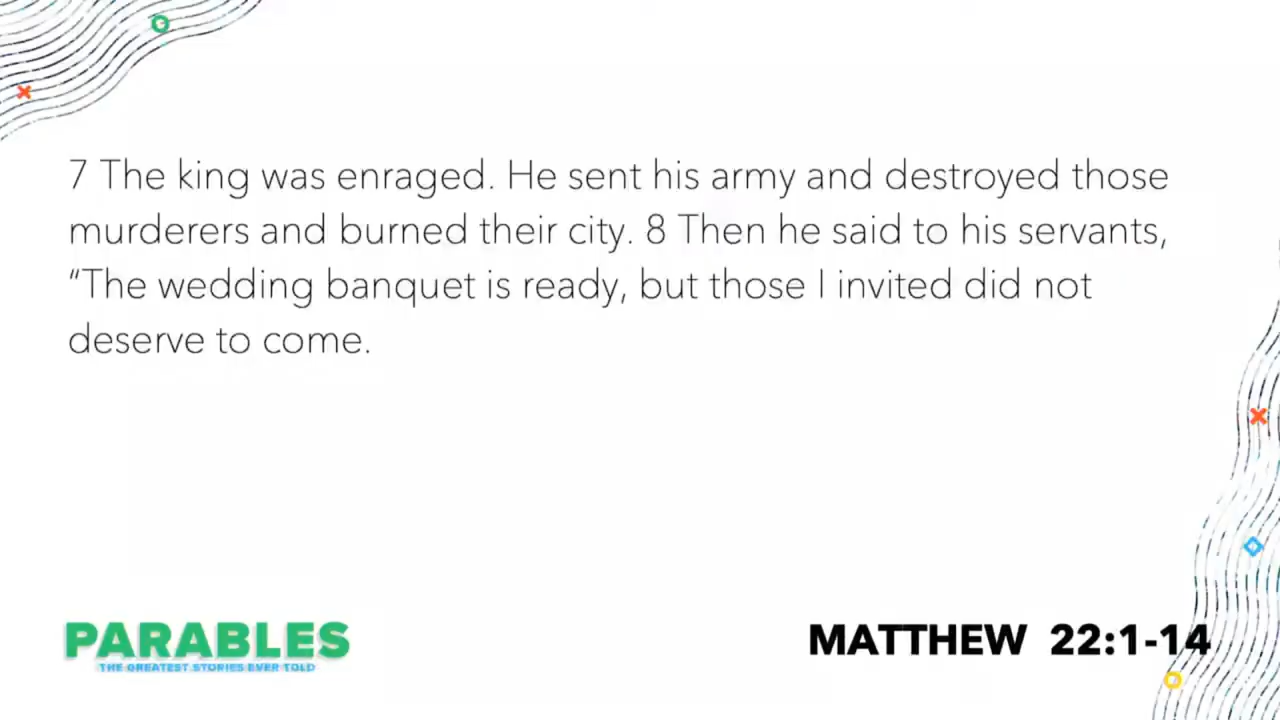 7 The king was enraged. He sent his army and destroyed those
murderers and burned their city. 8 Then he said to his servants,
“The wedding banquet is ready, but those I invited did not
deserve to come.
PARABLES
THE GREATEST STORIES EVER TOLD
MATTHEW 22:1-14